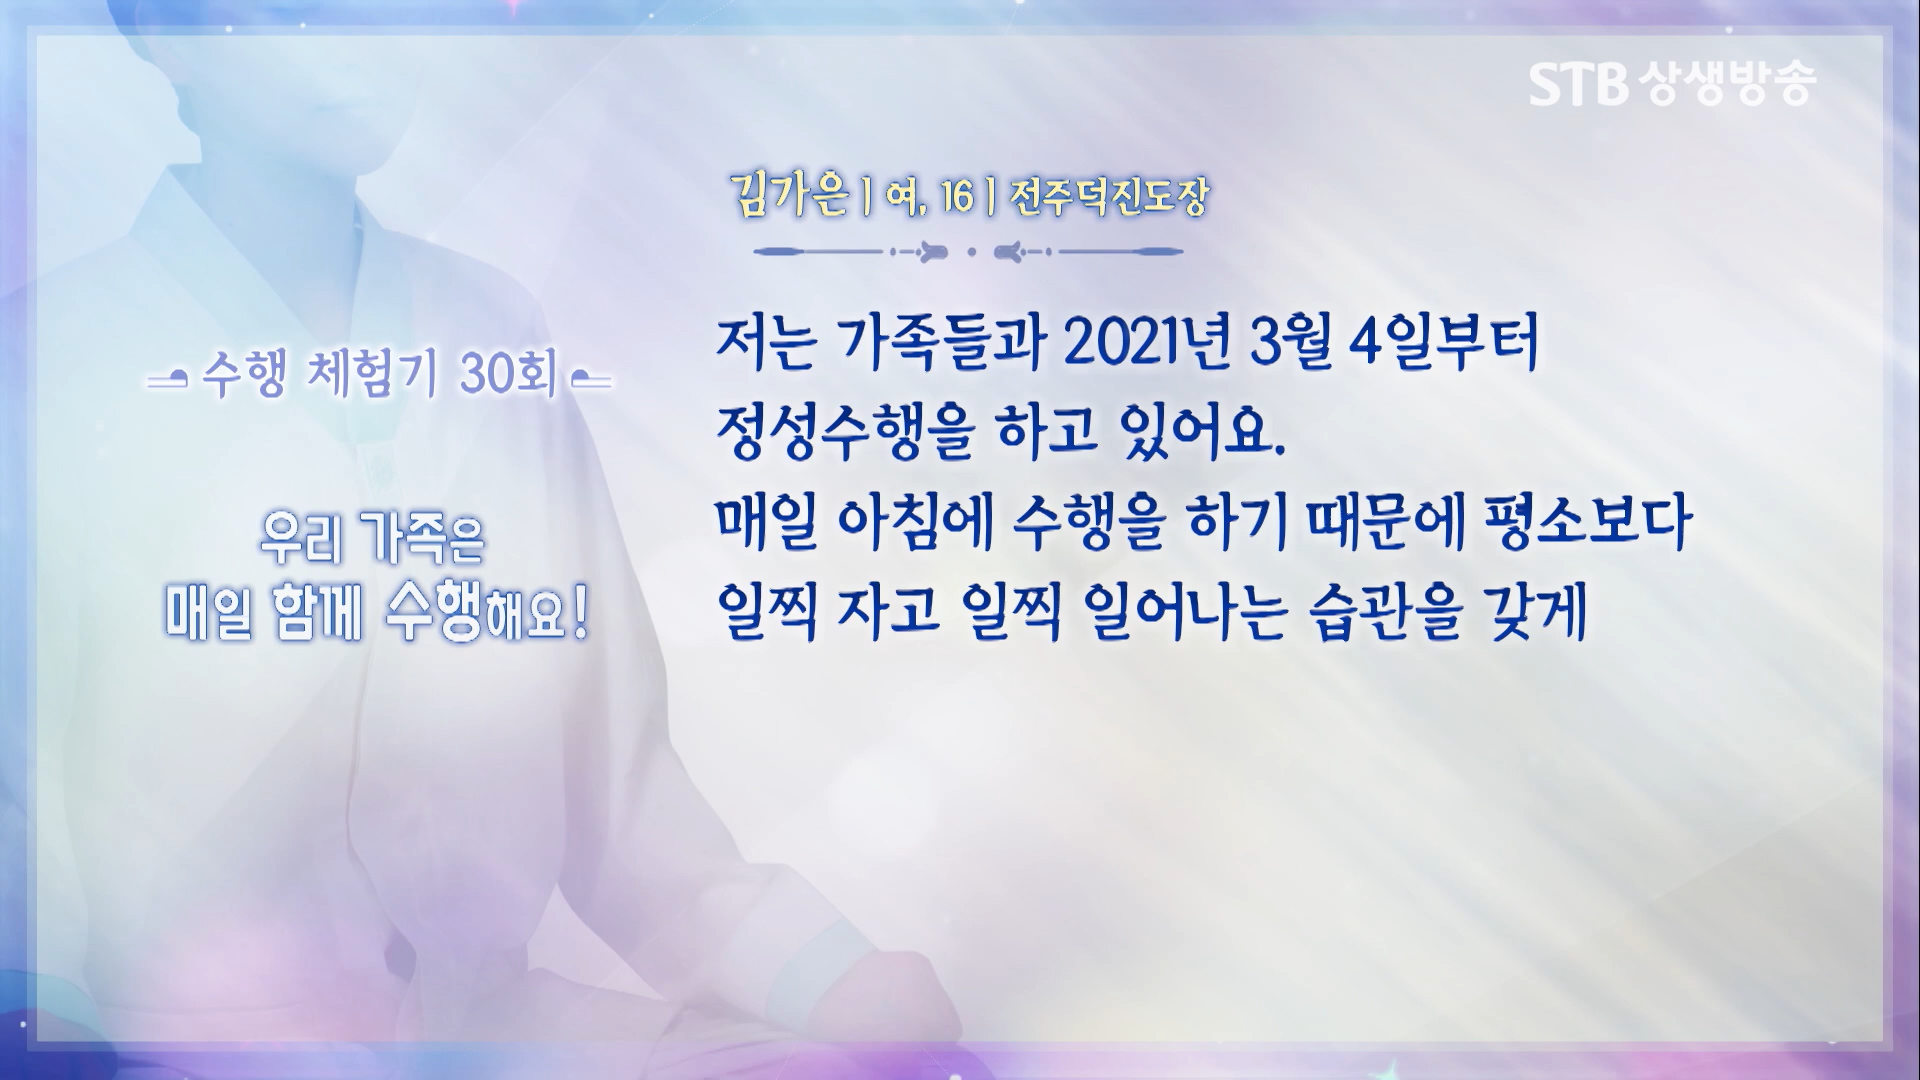 STB 상생방송
김가은 | 여, 16 | 전주덕진도장
수행 체험기 30회
우리 가족은
매일 함께 수행해요!
저는 가족들과 2021년 3월 4일부터
정성수행을 하고 있어요.
매일 아침에 수행을 하기 때문에 평소보다
일찍 자고 일찍 일어나는 습관을 갖게